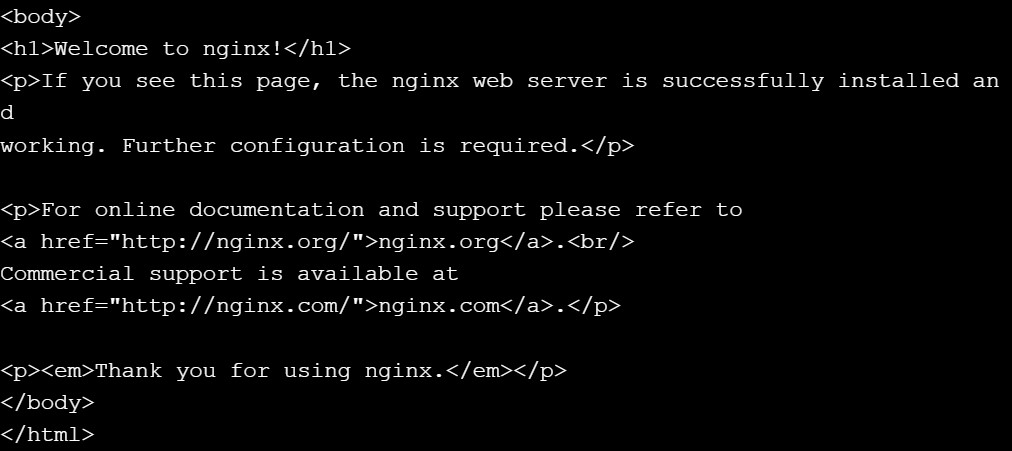 <body>
<h1>Welcome to nginx!</h1>
<p>If you see this page, the nginx web server is successfully installed an
d
working. Further configuration is required.</p>
<p>For online documentation and support please refer to
<a href="http://nginx.org/">nginx.org</a>.<br/>
Commercial support is available at
<a href="http://nginx.com/">nginx.com</a>.</p>
<p><em>Thank you for using nginx.</em></p>
</body>
</html>